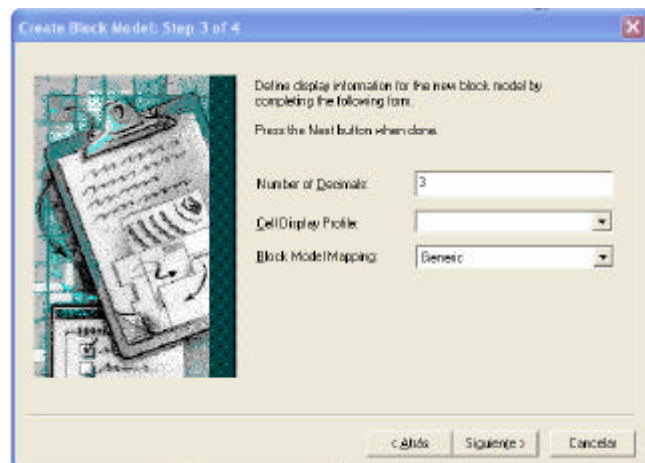 Create Block Model: Step 3 of 4
Define display information for the new block model by
completing the following form.
Press the Next button when done.
Number of Decimals: 3
Cell Display Profile:
Block Model Mapping: Generic
< Atrás Siguiente > Cancelar